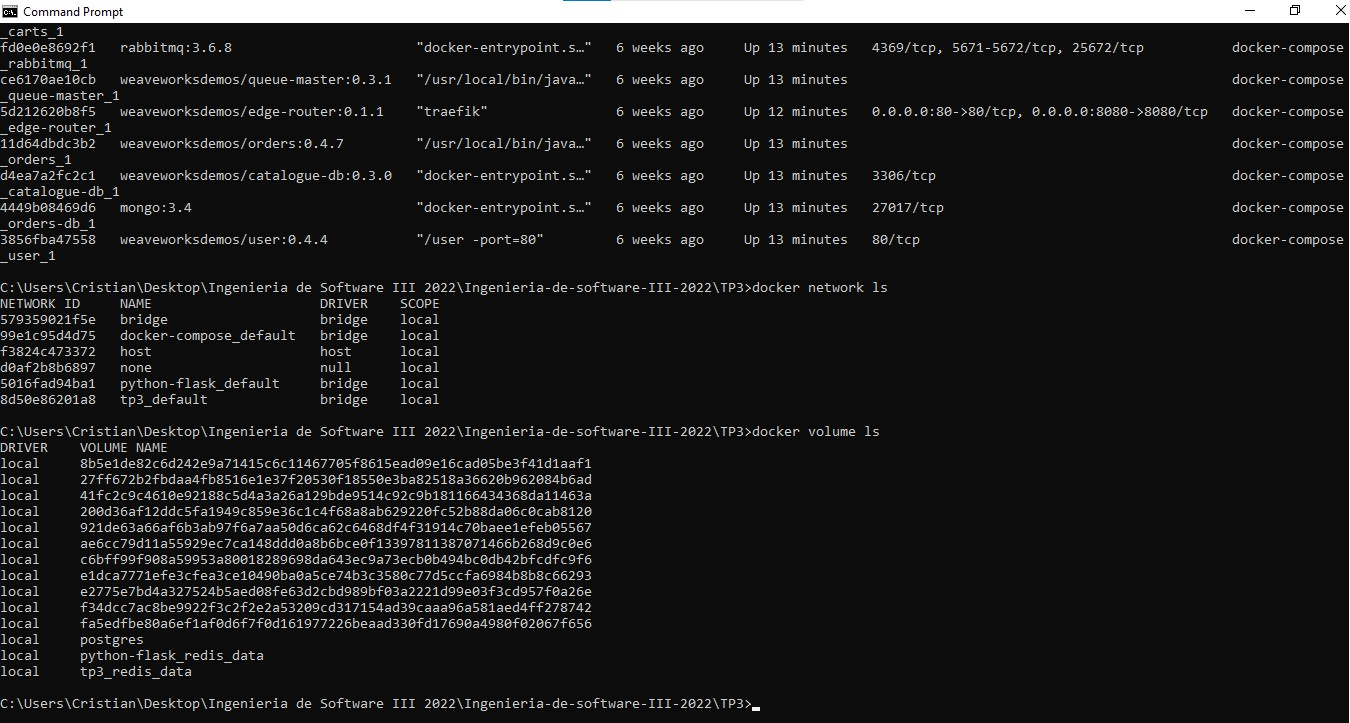 Command Prompt
_carts_1
fd0e0e8692f1   rabbitmq:3.6.8                       "docker-entrypoint.s…"   6 weeks ago     Up 13 minutes   4369/tcp, 5671-5672/tcp, 25672/tcp         docker-compose
_rabbitmq_1
ce6170ae10cb   weaveworksdemos/queue-master:0.3.1   "/usr/local/bin/java…"   6 weeks ago     Up 13 minutes                                              docker-compose
_queue-master_1
5d212620b8f5   weaveworksdemos/edge-router:0.1.1    "traefik"                6 weeks ago     Up 12 minutes   0.0.0.0:80->80/tcp, 0.0.0.0:8080->8080/tcp   docker-compose
_edge-router_1
11d64dbdc3b2   weaveworksdemos/orders:0.4.7         "/usr/local/bin/java…"   6 weeks ago     Up 13 minutes                                              docker-compose
_orders_1
d4ea7a2fc2c1   weaveworksdemos/catalogue-db:0.3.0   "docker-entrypoint.s…"   6 weeks ago     Up 13 minutes   3306/tcp                                   docker-compose
_catalogue-db_1
4449b08469d6   mongo:3.4                            "docker-entrypoint.s…"   6 weeks ago     Up 13 minutes   27017/tcp                                  docker-compose
_orders-db_1
3856fba47558   weaveworksdemos/user:0.4.4           "/user -port=80"         6 weeks ago     Up 13 minutes   80/tcp                                     docker-compose
_user_1
C:\Users\Cristian\Desktop\Ingenieria de Software III 2022\Ingenieria-de-software-III-2022\TP3>docker network ls
NETWORK ID     NAME                     DRIVER    SCOPE
579359021f5e   bridge                   bridge    local
99e1c95d4d75   docker-compose_default   bridge    local
f3824c473372   host                     host      local
d0af2b8b6897   none                     null      local
5016fad94ba1   python-flask_default     bridge    local
8d50e86201a8   tp3_default              bridge    local
C:\Users\Cristian\Desktop\Ingenieria de Software III 2022\Ingenieria-de-software-III-2022\TP3>docker volume ls
DRIVER    VOLUME NAME
local     8b5e1de82c6d242e9a71415c6c11467705f8615ead09e16cad05be3f41d1aaf1
local     27ff672b2fbdaa4fb8516e1e37f20530f18550e3ba82518a36620b962084b6ad
local     41fc2c9c4610e92188c5d4a3a26a129bde9514c92c9b181166434368da11463a
local     200d36af12ddc5fa1949c859e36c1c4f68a8ab629220fc52b88da06c0cab8120
local     921de63a66af6b3ab97f6a7aa50d6ca62c6468df4f31914c70baee1efeb05567
local     ae6cc79d11a55929ec7ca148ddd0a8b6bce0f13397811387071466b268d9c0e6
local     c6bff99f908a59953a80018289698da643ec9a73ecb0b494bc0db42bfcdfc9f6
local     e1dca7771efe3cfea3ce10490ba0a5ce74b3c3580c77d5ccfa6984b8b8c66293
local     e2775e7bd4a327524b5aed08fe63d2cbd989bf03a2221d99e03f3cd957f0a26e
local     f34dcc7ac8be9922f3c2f2e2a53209cd317154ad39caaa96a581aed4ff278742
local     fa5edfbe80a6ef1af0d6f7f0d161977226beaad330fd17690a4980f02067f656
local     postgres
local     python-flask_redis_data
local     tp3_redis_data
C:\Users\Cristian\Desktop\Ingenieria de Software III 2022\Ingenieria-de-software-III-2022\TP3>